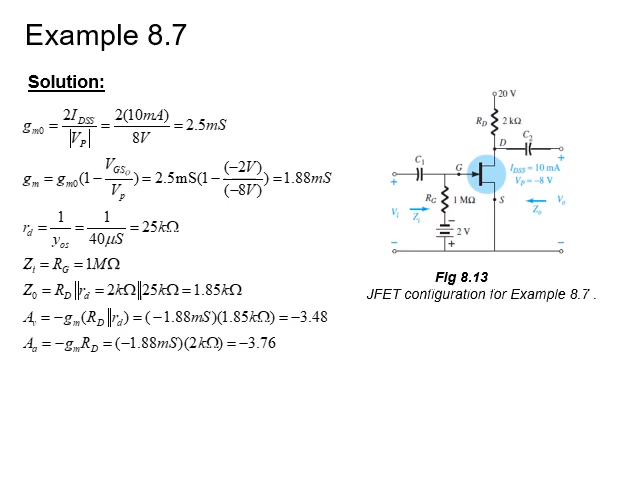 Example 8.7
Solution:
g_m0 = 2I_DSS / |V_P| = 2(10mA) / 8V = 2.5mS
g_m = g_m0(1 − V_GSQ / V_p) = 2.5mS(1 − (−2V) / (−8V)) = 1.88mS
r_d = 1 / y_os = 1 / 40μS = 25kΩ
Z_i = R_G = 1MΩ
Z_0 = R_D‖r_d = 2kΩ‖25kΩ = 1.85kΩ
A_v = −g_m(R_D‖r_d) = (−1.88mS)(1.85kΩ) = −3.48
A_a = −g_mR_D = (−1.88mS)(2kΩ) = −3.76
20 V
R_D 2 kΩ
D C_2
+
C_1 G I_DSS = 10 mA
+ V_P = −8 V
R_G 1 MΩ S V_o
V_i Z_i Z_o
− 2 V
+
− −
Fig 8.13
JFET configuration for Example 8.7 .